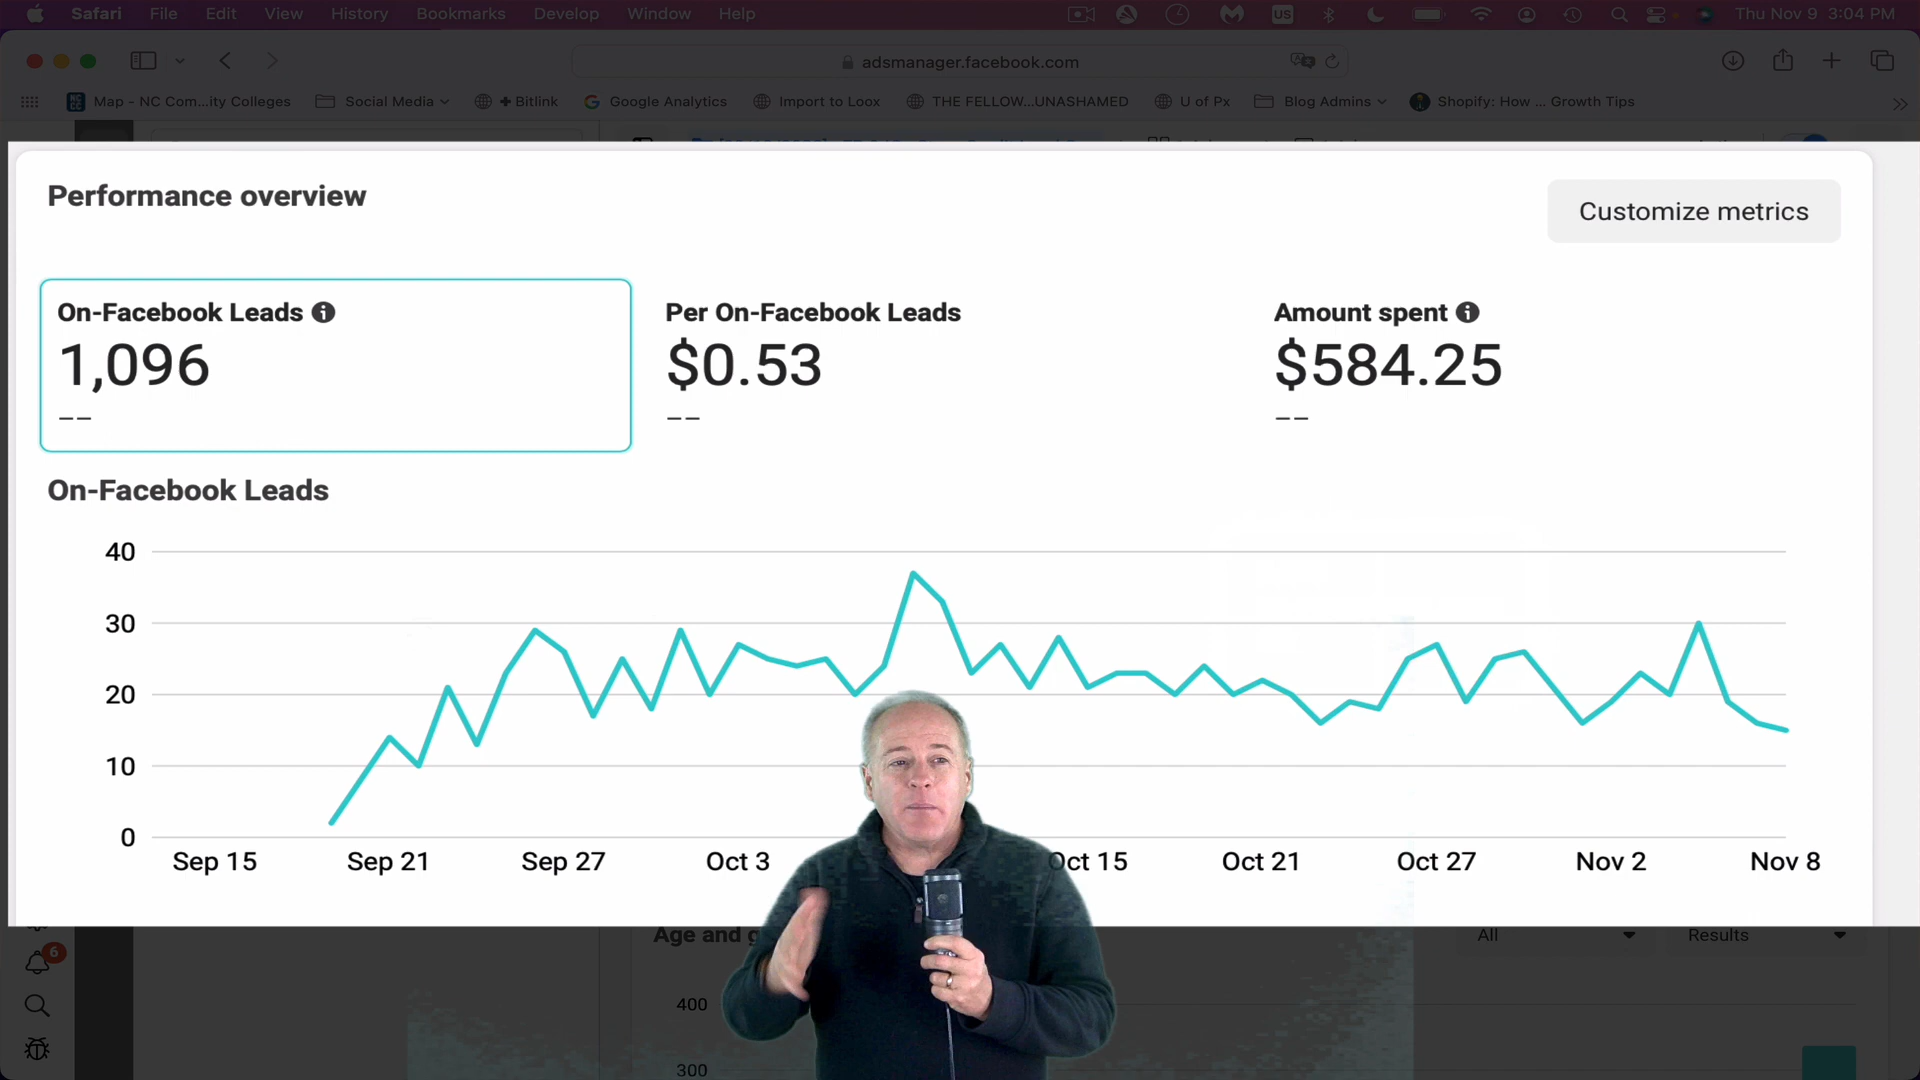 Safari File Edit View History Bookmarks Develop Window Help US Thu Nov 9 3:04 PM
adsmanager.facebook.com
Map - NC Com...ity Colleges Social Media + Bitlink Google Analytics Import to Loox THE FELLOW...UNASHAMED U of Px Blog Admins Shopify: How ... Growth Tips
Performance overview
Customize metrics
On-Facebook Leads Per On-Facebook Leads Amount spent
1,096 $0.53 $584.25
-- -- --
On-Facebook Leads
40
30
20
10
0
Sep 15 Sep 21 Sep 27 Oct 3 Oct 15 Oct 21 Oct 27 Nov 2 Nov 8
Age and g All Results
6
400
300